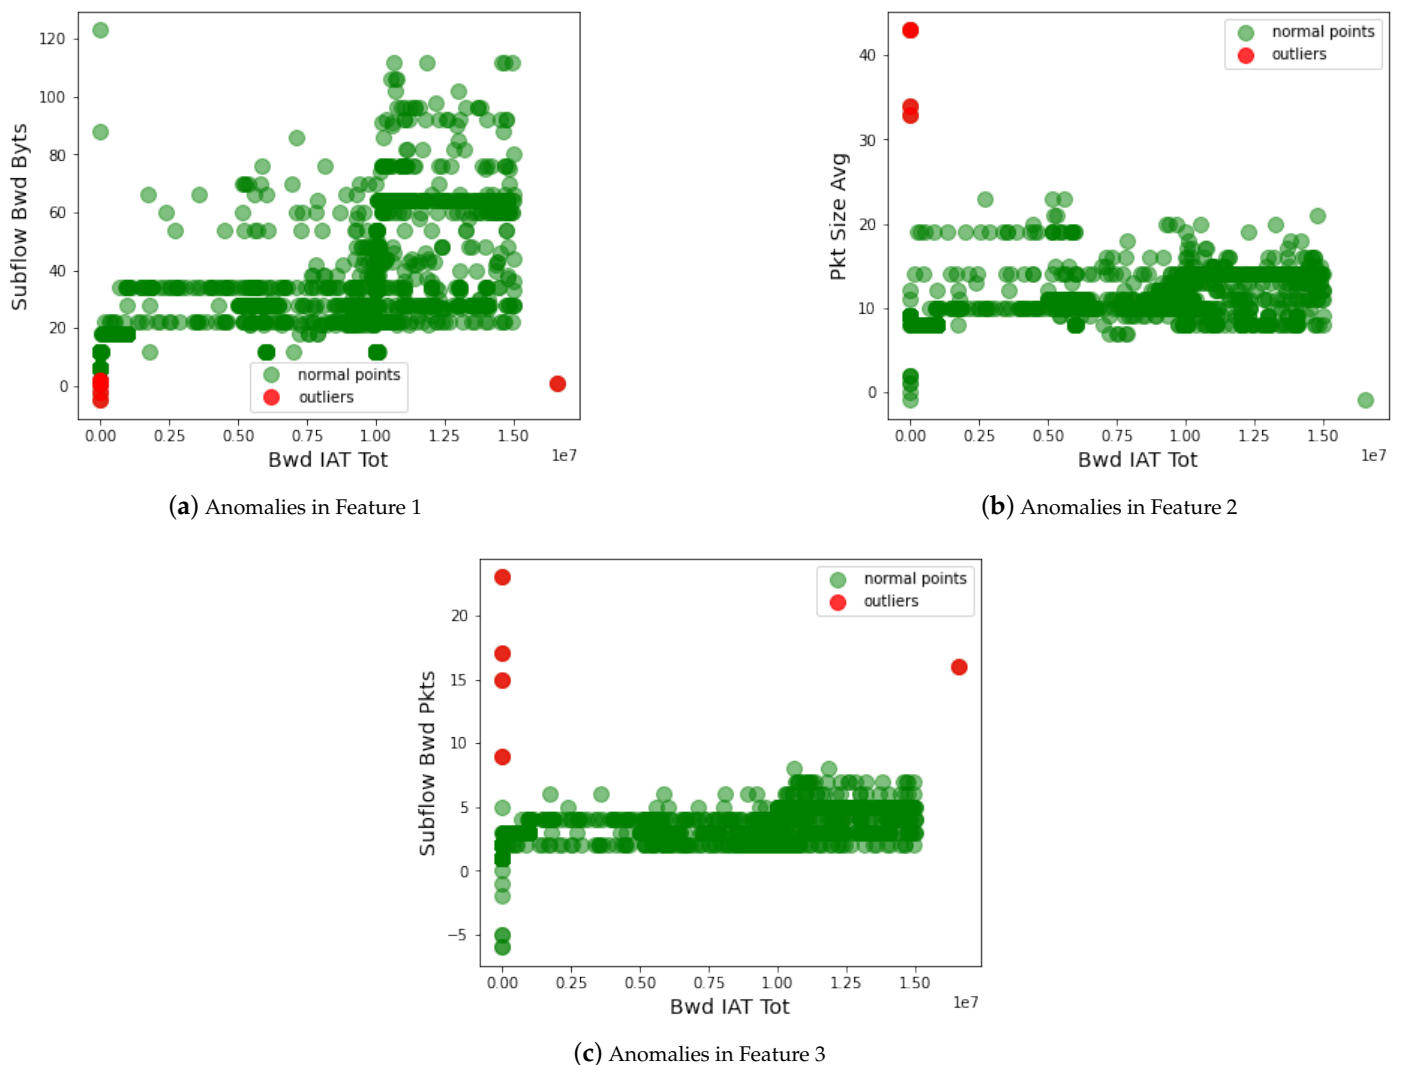 120
100
80
60
40
20
0
Subflow Bwd Byts
normal points
outliers
0.00 0.25 0.50 0.75 1.00 1.25 1.50
1e7
Bwd IAT Tot
(a) Anomalies in Feature 1
40
30
20
10
0
Pkt Size Avg
normal points
outliers
0.00 0.25 0.50 0.75 1.00 1.25 1.50
1e7
Bwd IAT Tot
(b) Anomalies in Feature 2
20
15
10
5
0
−5
Subflow Bwd Pkts
normal points
outliers
0.00 0.25 0.50 0.75 1.00 1.25 1.50
1e7
Bwd IAT Tot
(c) Anomalies in Feature 3